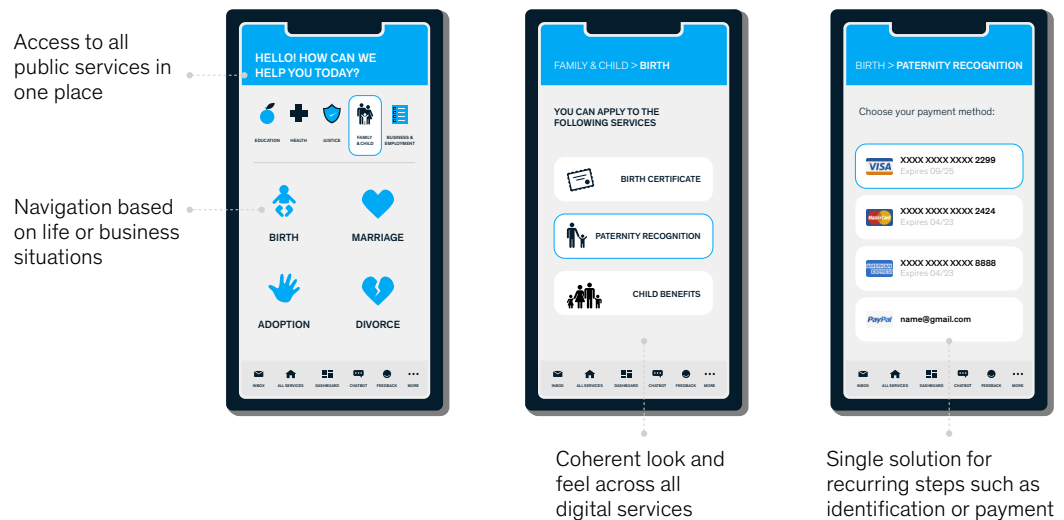 Access to all
public services in
one place
Navigation based
on life or business
situations
HELLO! HOW CAN WE
HELP YOU TODAY?
EDUCATION
HEALTH
JUSTICE
FAMILY
& CHILD
BUSINESS &
EMPLOYMENT
BIRTH
MARRIAGE
ADOPTION
DIVORCE
INBOX
ALL SERVICES
DASHBOARD
CHATBOT
FEEDBACK
MORE
FAMILY & CHILD > BIRTH
YOU CAN APPLY TO THE
FOLLOWING SERVICES
BIRTH CERTIFICATE
PATERNITY RECOGNITION
CHILD BENEFITS
INBOX
ALL SERVICES
DASHBOARD
CHATBOT
FEEDBACK
MORE
Coherent look and
feel across all
digital services
BIRTH > PATERNITY RECOGNITION
Choose your payment method:
VISA
XXXX XXXX XXXX 2299
Expires 09/25
MasterCard
XXXX XXXX XXXX 2424
Expires 04/23
AMERICAN
EXPRESS
XXXX XXXX XXXX 8888
Expires 04/23
PayPal
name@gmail.com
INBOX
ALL SERVICES
DASHBOARD
CHATBOT
FEEDBACK
MORE
Single solution for
recurring steps such as
identification or payment